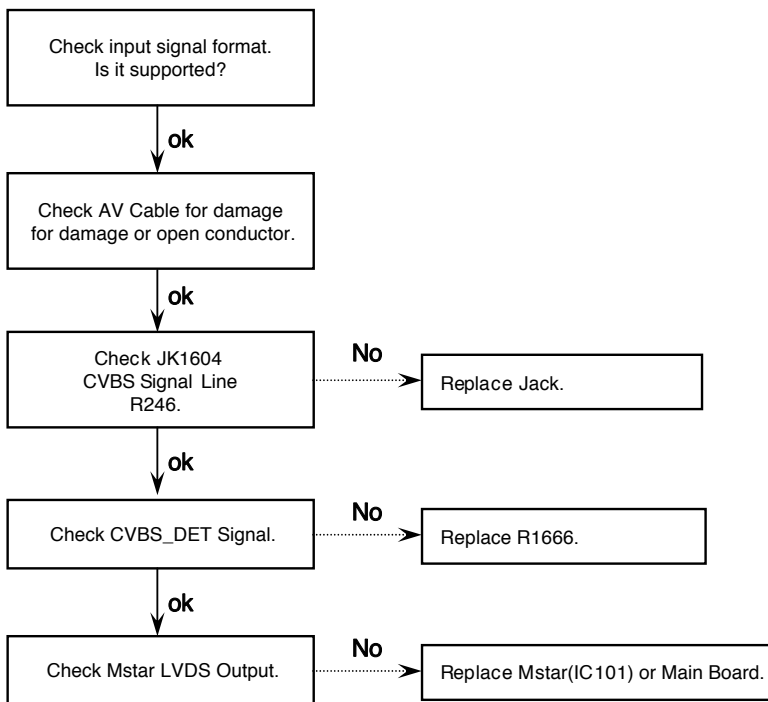 Check input signal format.
Is it supported?
ok
Check AV Cable for damage
for damage or open conductor.
ok
Check JK1604
CVBS Signal Line
R246.
No
Replace Jack.
ok
Check CVBS_DET Signal.
No
Replace R1666.
ok
Check Mstar LVDS Output.
No
Replace Mstar(IC101) or Main Board.